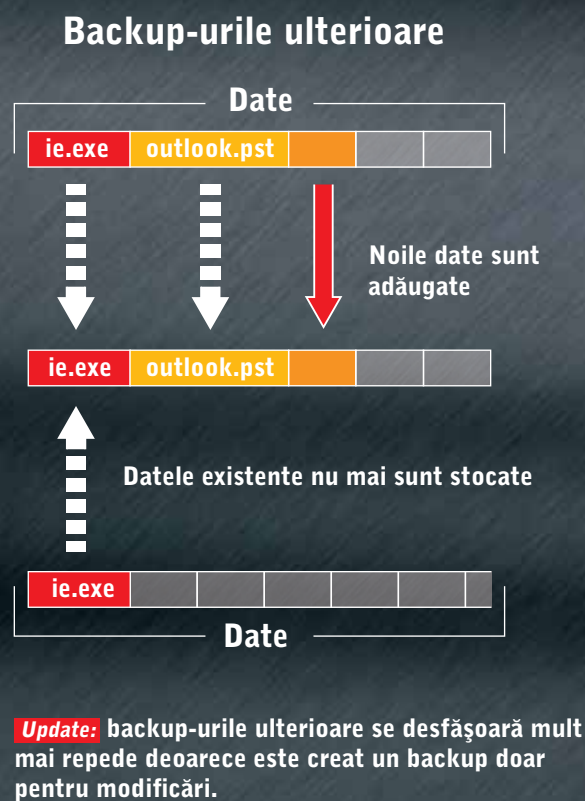 Backup-urile ulterioare
Date
ie.exe outlook.pst
Noile date sunt
adăugate
ie.exe outlook.pst
Datele existente nu mai sunt stocate
ie.exe
Date
Update: backup-urile ulterioare se desfăşoară mult
mai repede deoarece este creat un backup doar
pentru modificări.